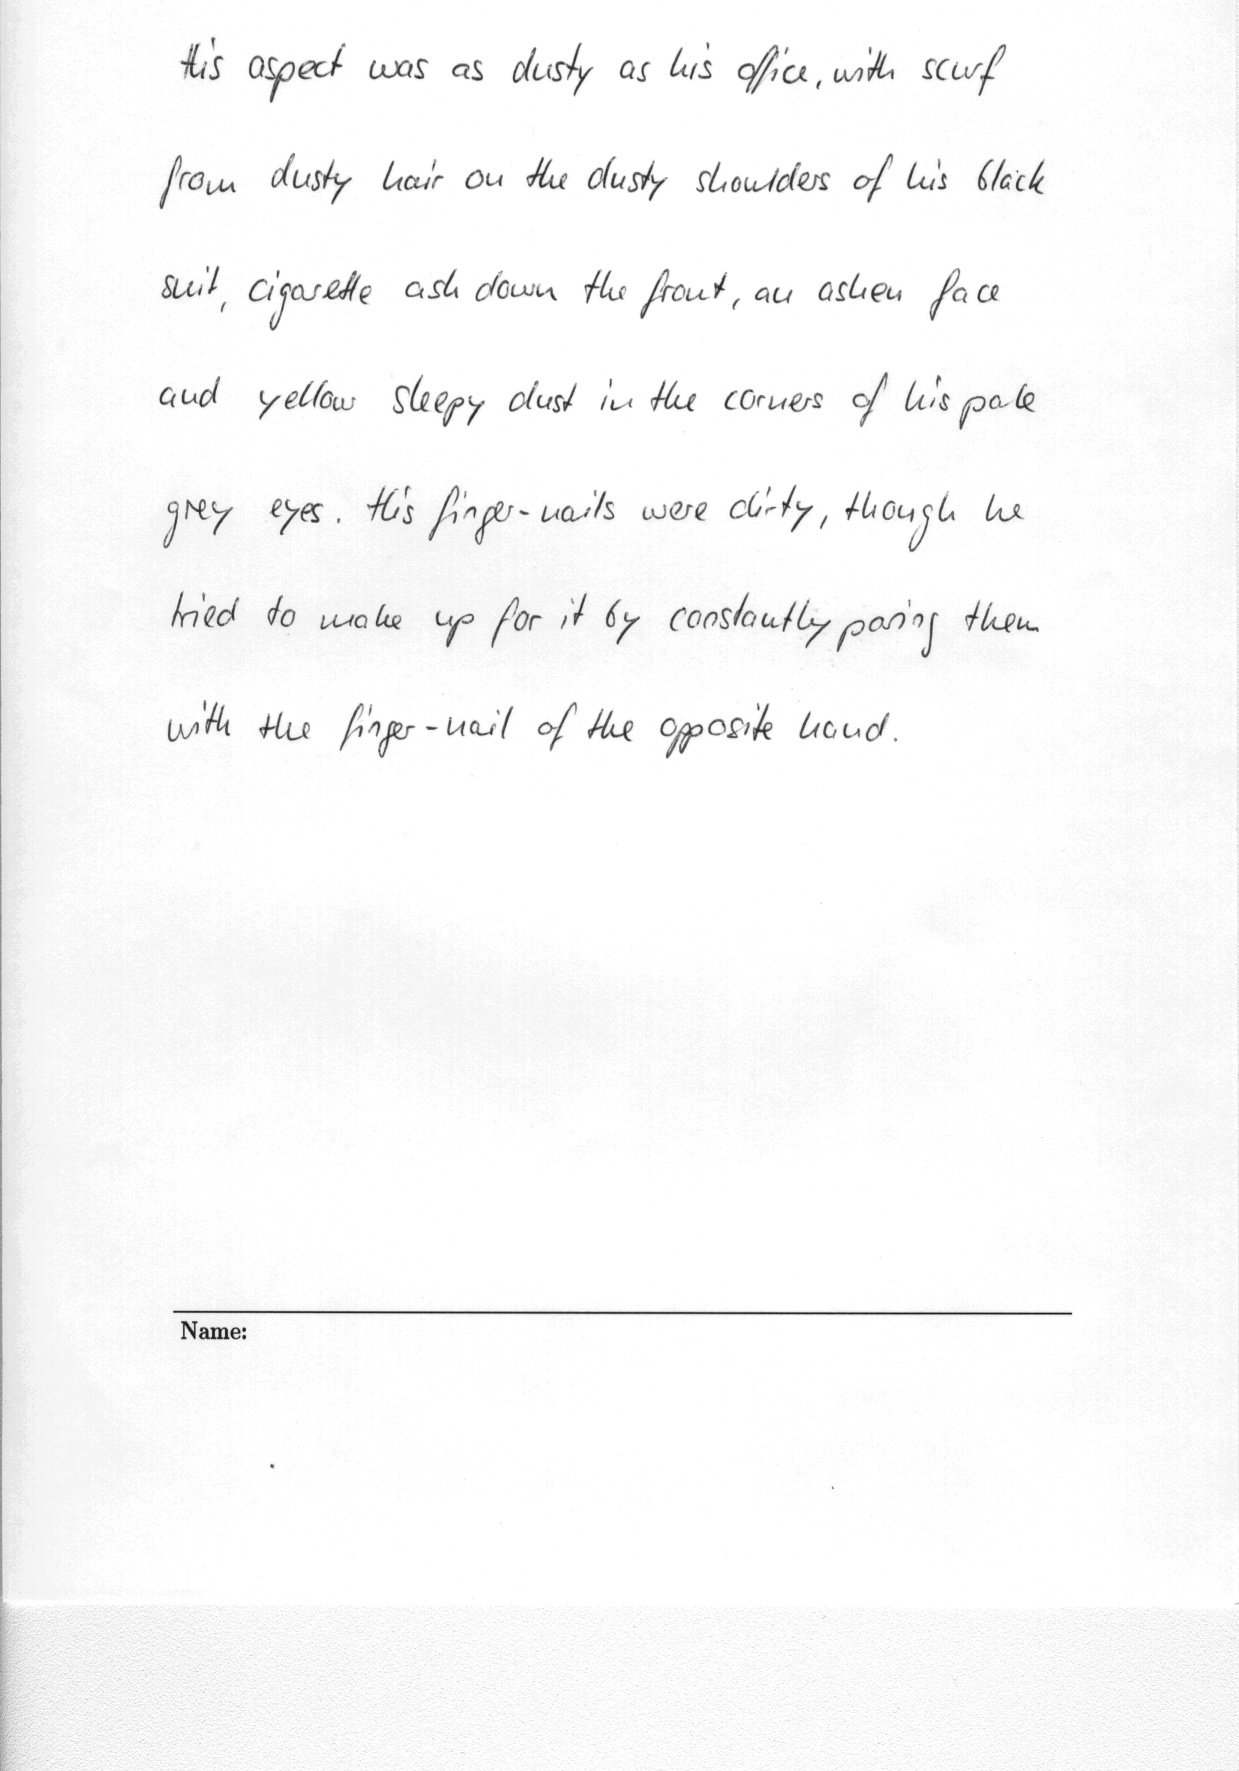 His aspect was as dusty as his office, with scurf
from dusty hair on the dusty shoulders of his black
suit, cigarette ash down the front, an ashen face
and yellow sleepy dust in the corners of his pale
grey eyes. His finger-nails were dirty, though he
tried to make up for it by constantly paring them
with the finger-nail of the opposite hand.
Name: